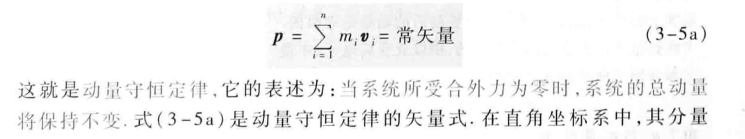 p = \sum_{i=1}^{n} m_i v_i = 常矢量 (3-5a)
这就是动量守恒定律,它的表述为:当系统所受合外力为零时,系统的总动量
将保持不变.式(3-5a)是动量守恒定律的矢量式.在直角坐标系中,其分量